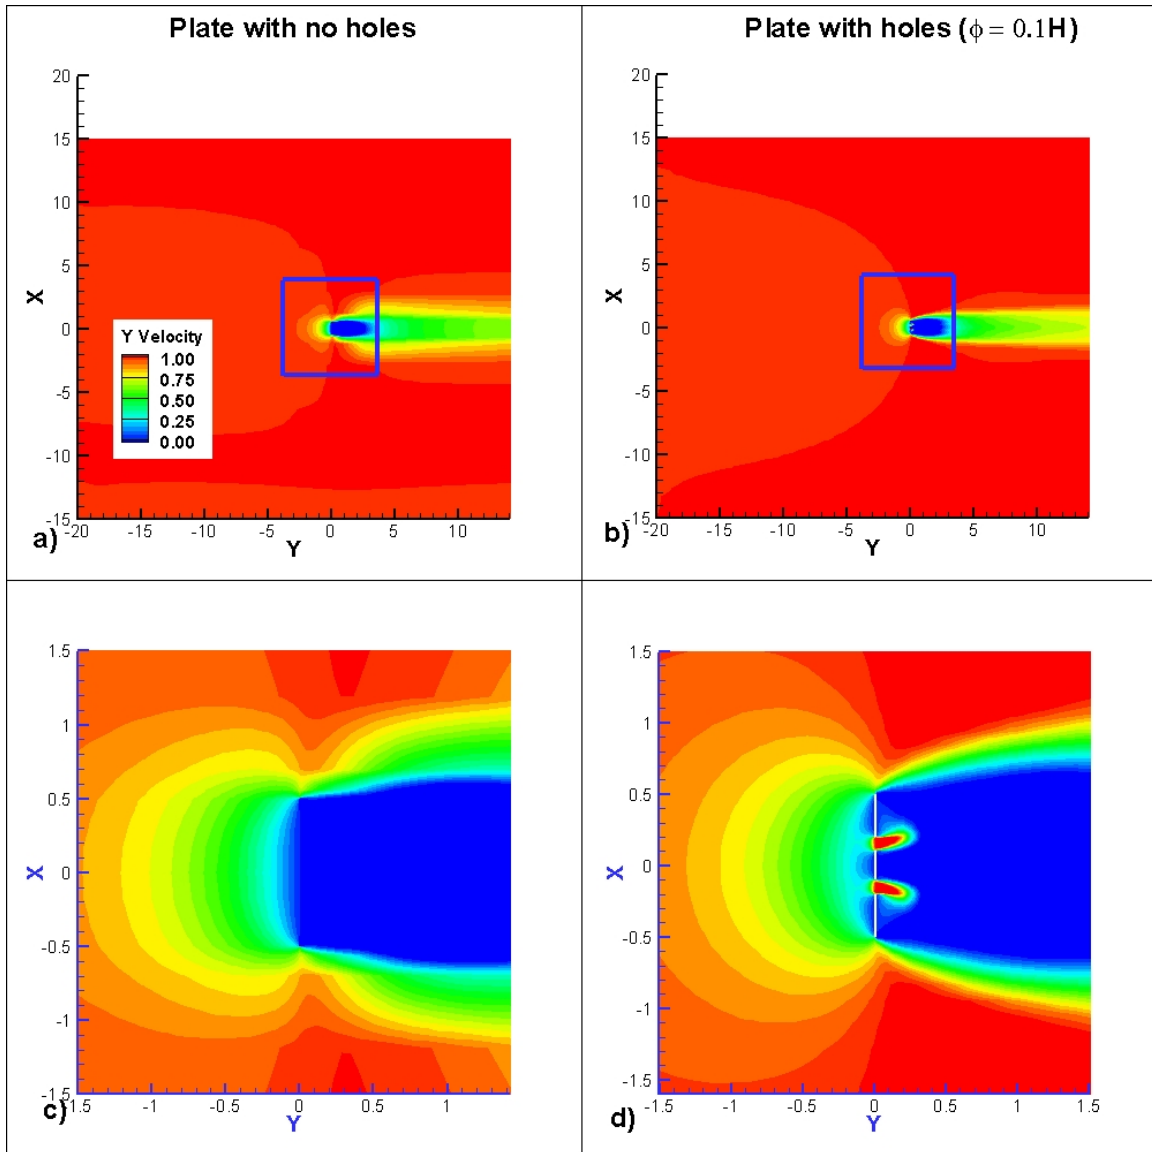 Plate with no holes
Plate with holes (ϕ = 0.1H)
20
15
10
5
0
-5
-10
-15
X
Y Velocity
1.00
0.75
0.50
0.25
0.00
-20 -15 -10 -5 0 5 10
Y
a)
20
15
10
5
0
-5
-10
-15
X
-20 -15 -10 -5 0 5 10
Y
b)
1.5
1
0.5
0
-0.5
-1
-1.5
X
1.5 -1 -0.5 0 0.5 1
Y
c)
1.5
1
0.5
0
-0.5
-1
-1.5
X
-1.5 -1 -0.5 0 0.5 1 1.5
Y
d)